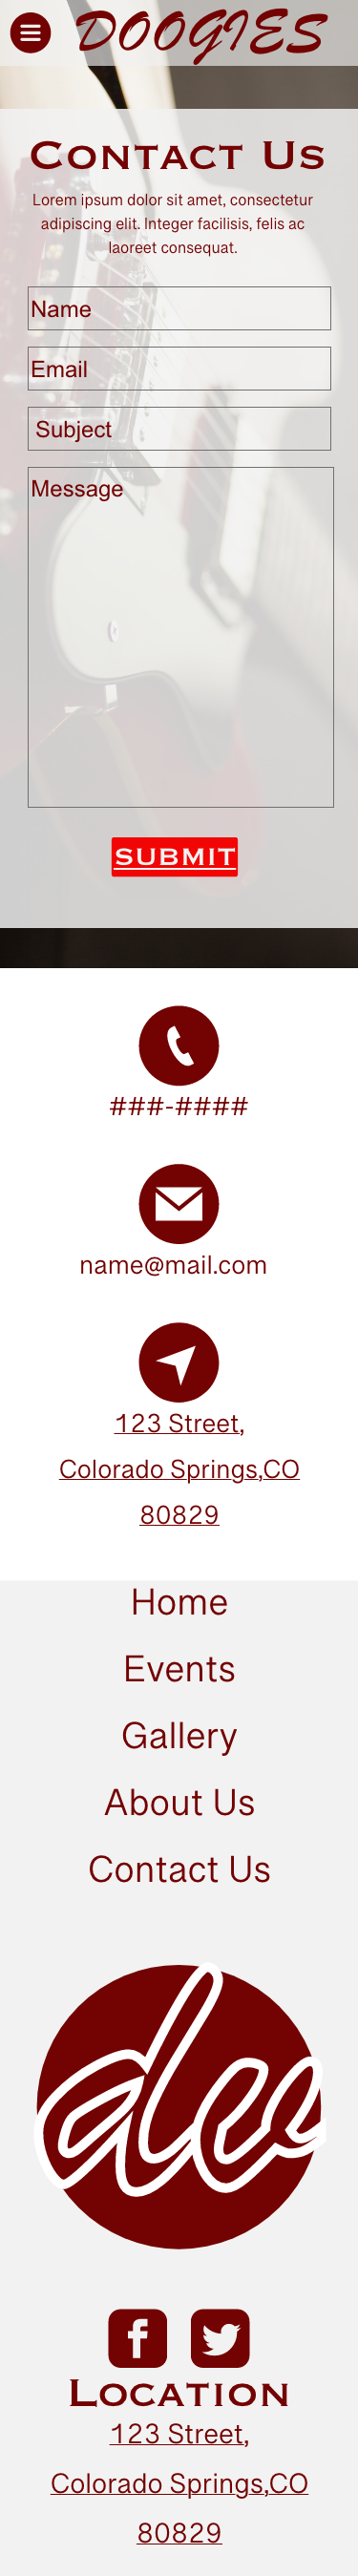 DOOGIES
Contact Us
Lorem ipsum dolor sit amet, consectetur
adipiscing elit. Integer facilisis, felis ac
laoreet consequat.
Name
Email
Subject
Message
SUBMIT
###-####
name@mail.com
123 Street,
Colorado Springs,CO
80829
Home
Events
Gallery
About Us
Contact Us
Location
123 Street,
Colorado Springs,CO
80829